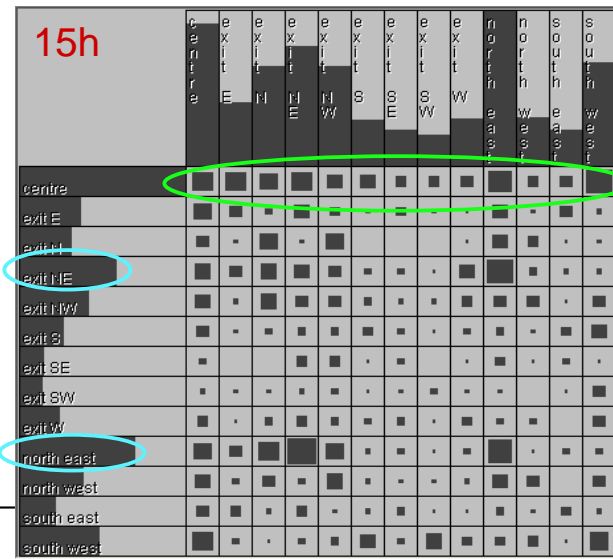 15h
centre
exit E
exit N
exit NE
exit NW
exit S
exit SE
exit SW
exit W
north east
north west
south east
south west
centre
exit E
exit N
exit NE
exit NW
exit S
exit SE
exit SW
exit W
north east
north west
south east
south west